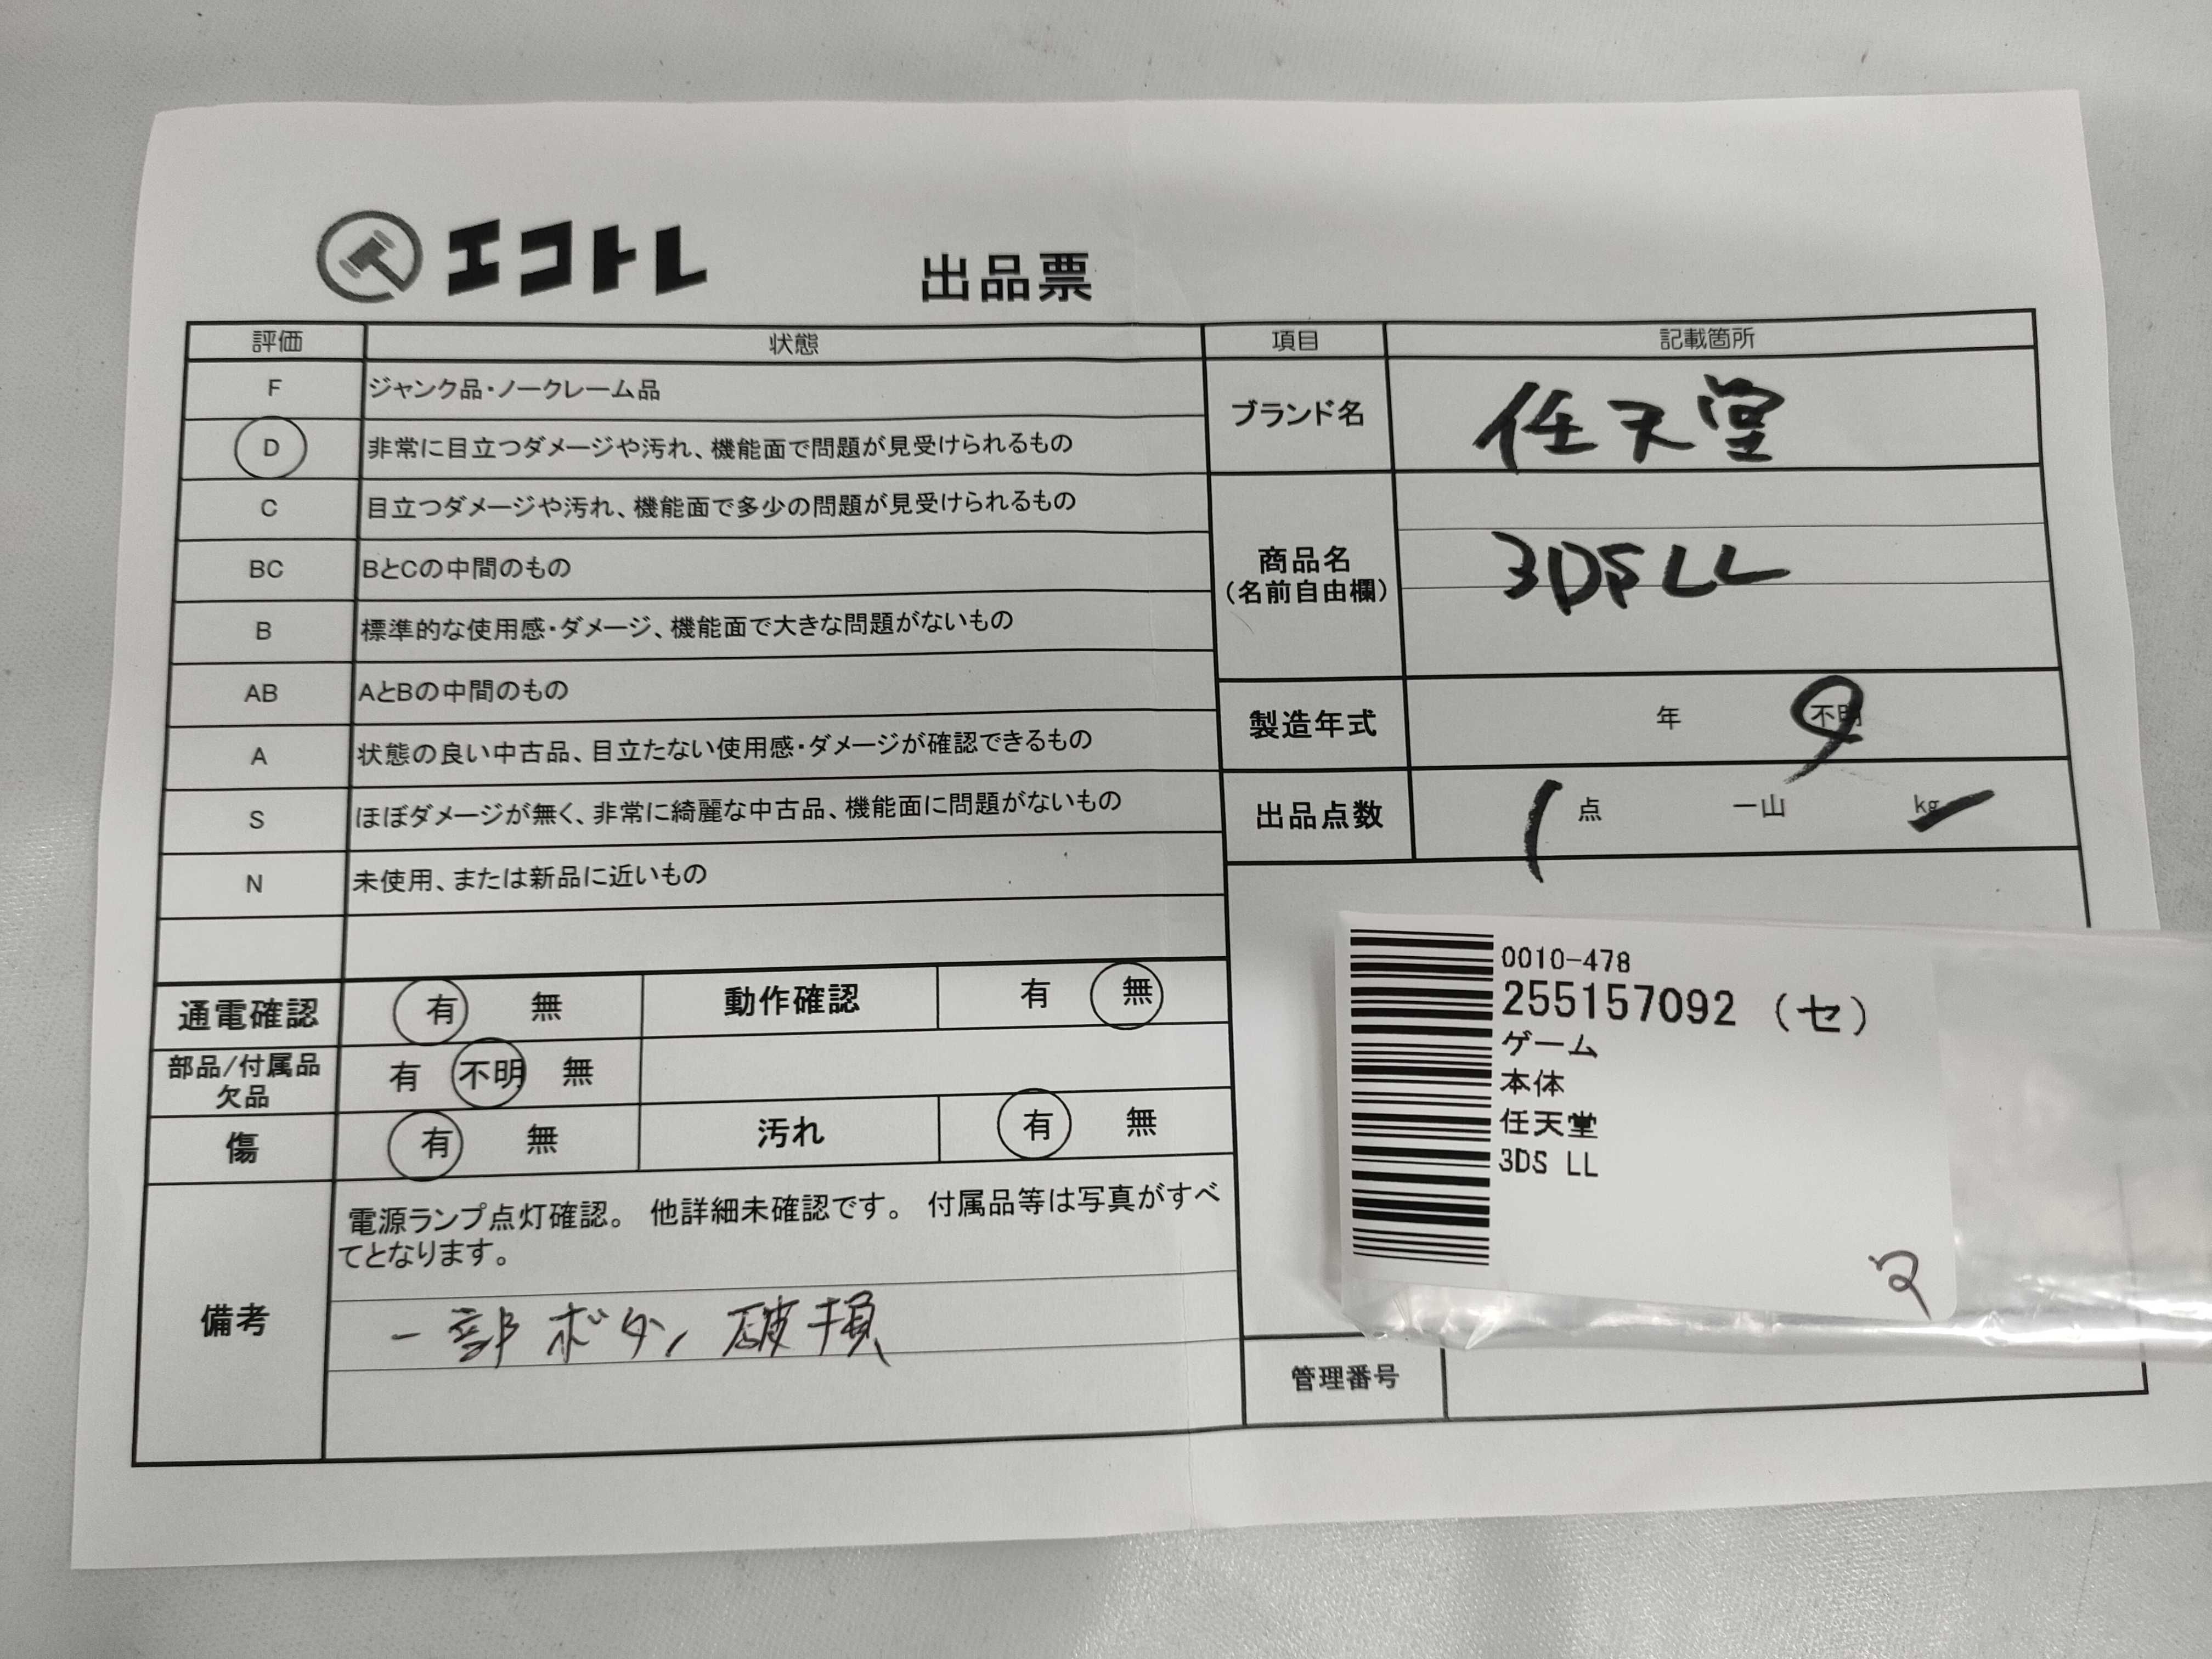 エコトレ
出品票
評価 状態
F ジャンク品・ノークレーム品
D 非常に目立つダメージや汚れ、機能面で問題が見受けられるもの
C 目立つダメージや汚れ、機能面で多少の問題が見受けられるもの
BC BとCの中間のもの
B 標準的な使用感・ダメージ、機能面で大きな問題がないもの
AB AとBの中間のもの
A 状態の良い中古品、目立たない使用感・ダメージが確認できるもの
S ほぼダメージが無く、非常に綺麗な中古品、機能面に問題がないもの
N 未使用、または新品に近いもの
通電確認 有 無 動作確認 有 無
部品/付属品
欠品
有 不明 無
傷 有 無 汚れ 有 無
備考
電源ランプ点灯確認。 他詳細未確認です。 付属品等は写真がすべ
てとなります。
一部ボタン破損
項目 記載箇所
ブランド名 任天堂
商品名
(名前自由欄)
3DS LL
製造年式 年 不明
出品点数 1 点 一山 kg
0010-478
255157092 (セ)
ゲーム
本体
任天堂
3DS LL
管理番号